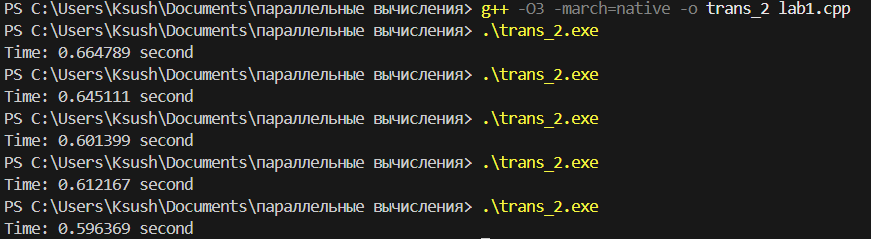 PS C:\Users\Ksush\Documents\параллельные вычисления> g++ -O3 -march=native -o trans_2 lab1.cpp
PS C:\Users\Ksush\Documents\параллельные вычисления> .\trans_2.exe
Time: 0.664789 second
PS C:\Users\Ksush\Documents\параллельные вычисления> .\trans_2.exe
Time: 0.645111 second
PS C:\Users\Ksush\Documents\параллельные вычисления> .\trans_2.exe
Time: 0.601399 second
PS C:\Users\Ksush\Documents\параллельные вычисления> .\trans_2.exe
Time: 0.612167 second
PS C:\Users\Ksush\Documents\параллельные вычисления> .\trans_2.exe
Time: 0.596369 second